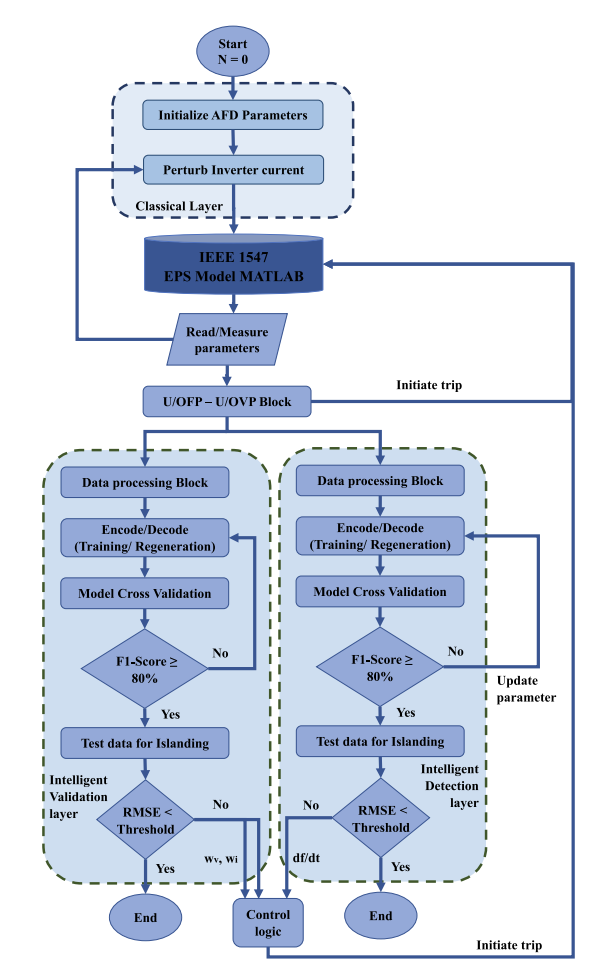 Start
N = 0
Initialize AFD Parameters
Perturb Inverter current
Classical Layer
IEEE 1547
EPS Model MATLAB
Read/Measure
parameters
Initiate trip
U/OFP – U/OVP Block
Data processing Block
Encode/Decode
(Training/ Regeneration)
Model Cross Validation
F1-Score ≥
80%
No
Yes
Test data for Islanding
Intelligent
Validation
layer
RMSE <
Threshold
No
wv, wi
Yes
End
Data processing Block
Encode/Decode
(Training/ Regeneration)
Model Cross Validation
F1-Score ≥
80%
No
Update
parameter
Yes
Test data for Islanding
Intelligent
Detection
layer
RMSE <
Threshold
No
df/dt
Yes
End
Control
logic
Initiate trip